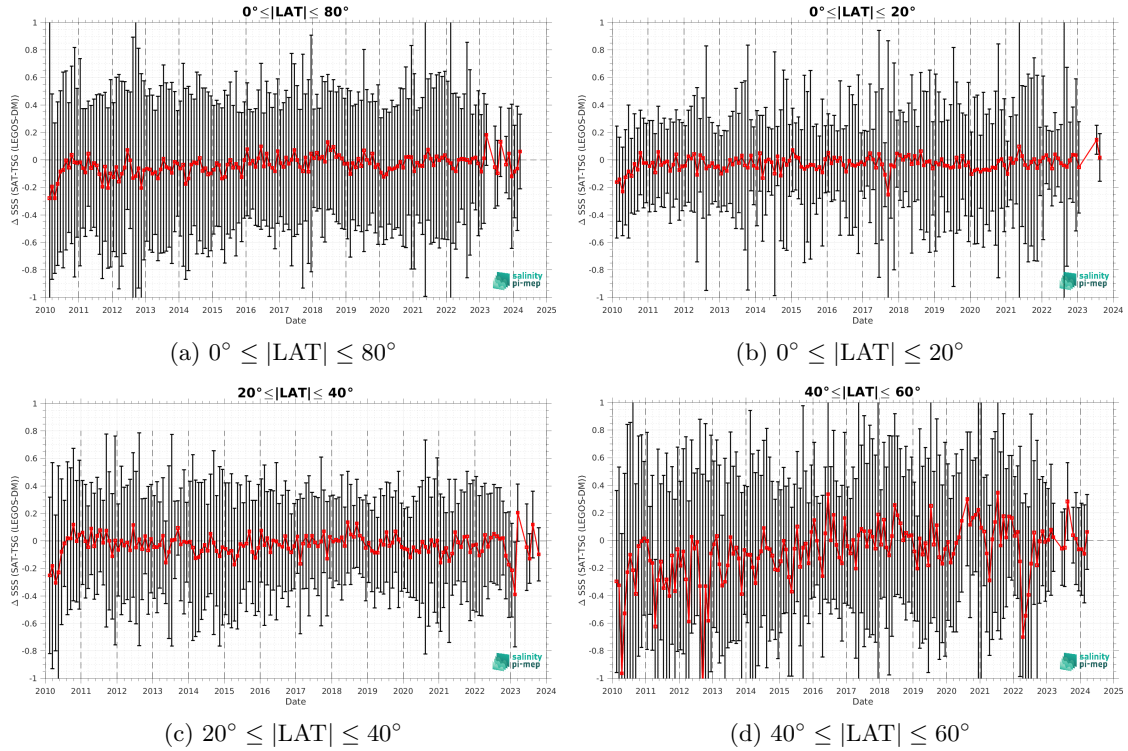 0°≤|LAT|≤ 80°
Δ SSS (SAT-TSG (LEGOS-DM))
1
0.8
0.6
0.4
0.2
0
-0.2
-0.4
-0.6
-0.8
-1
2010 2011 2012 2013 2014 2015 2016 2017 2018 2019 2020 2021 2022 2023 2024 2025
Date
salinity
pi-mep
(a) 0° ≤ |LAT| ≤ 80°
0°≤|LAT|≤ 20°
Δ SSS (SAT-TSG (LEGOS-DM))
1
0.8
0.6
0.4
0.2
0
-0.2
-0.4
-0.6
-0.8
-1
2010 2011 2012 2013 2014 2015 2016 2017 2018 2019 2020 2021 2022 2023 2024
Date
salinity
pi-mep
(b) 0° ≤ |LAT| ≤ 20°
20°≤|LAT|≤ 40°
Δ SSS (SAT-TSG (LEGOS-DM))
1
0.8
0.6
0.4
0.2
0
-0.2
-0.4
-0.6
-0.8
-1
2010 2011 2012 2013 2014 2015 2016 2017 2018 2019 2020 2021 2022 2023 2024
Date
salinity
pi-mep
(c) 20° ≤ |LAT| ≤ 40°
40°≤|LAT|≤ 60°
Δ SSS (SAT-TSG (LEGOS-DM))
1
0.8
0.6
0.4
0.2
0
-0.2
-0.4
-0.6
-0.8
-1
2010 2011 2012 2013 2014 2015 2016 2017 2018 2019 2020 2021 2022 2023 2024 2025
Date
salinity
pi-mep
(d) 40° ≤ |LAT| ≤ 60°